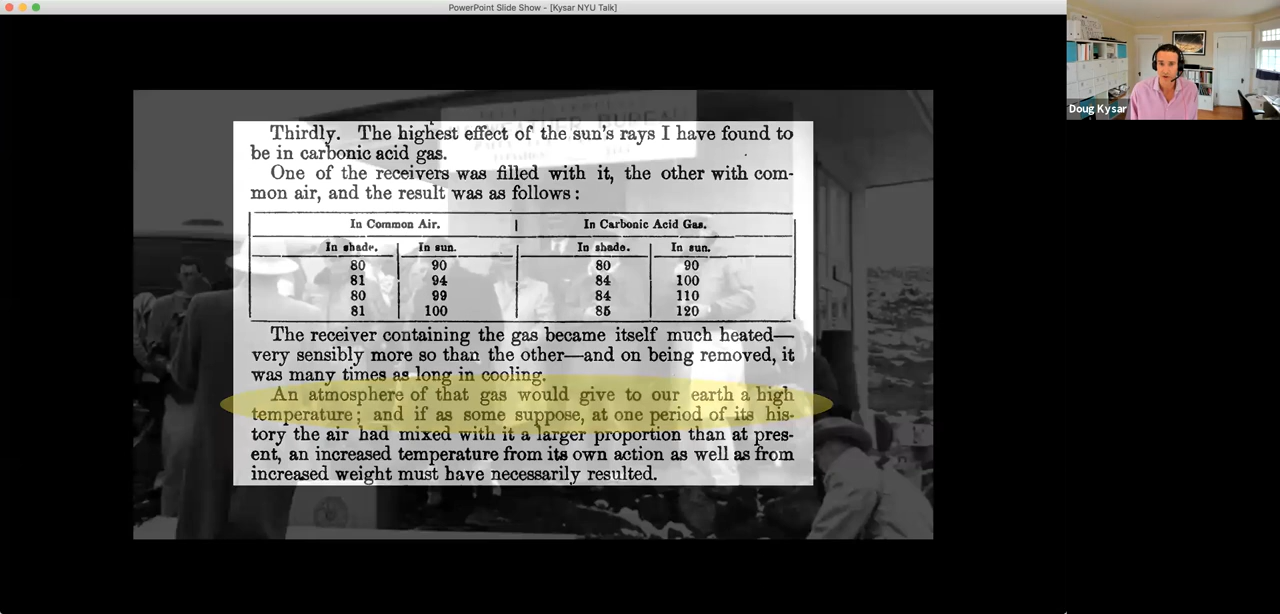 PowerPoint Slide Show - [Kysar NYU Talk]
Doug Kysar
Thirdly. The highest effect of the sun's rays I have found to
be in carbonic acid gas.
One of the receivers was filled with it, the other with com-
mon air, and the result was as follows:
In Common Air. In Carbonic Acid Gas.
In shade. In sun. In shade. In sun.
80 90 80 90
81 94 84 100
80 99 84 110
81 100 85 120
The receiver containing the gas became itself much heated—
very sensibly more so than the other—and on being removed, it
was many times as long in cooling.
An atmosphere of that gas would give to our earth a high
temperature; and if as some suppose, at one period of its his-
tory the air had mixed with it a larger proportion than at pres-
ent, an increased temperature from its own action as well as from
increased weight must have necessarily resulted.